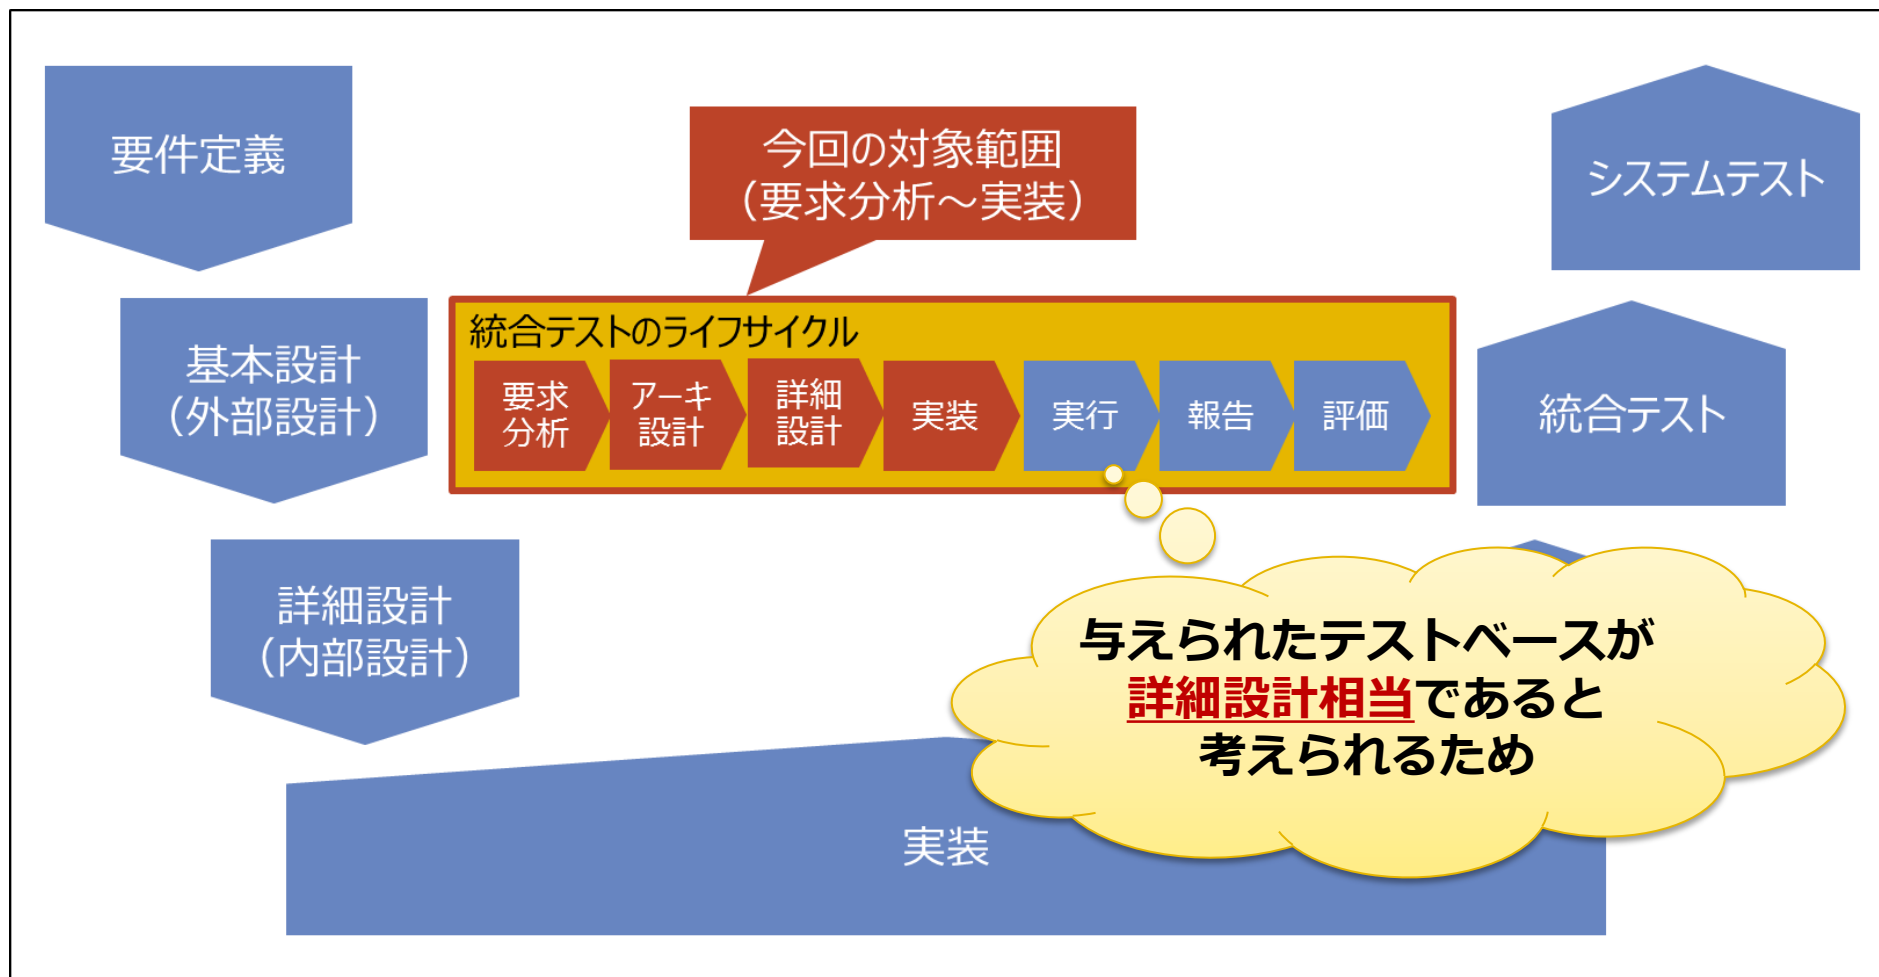 要件定義
今回の対象範囲
（要求分析～実装）
システムテスト
基本設計
（外部設計）
統合テストのライフサイクル
要求
分析
アーキ
設計
詳細
設計
実装
実行
報告
評価
統合テスト
詳細設計
（内部設計）
与えられたテストベースが
詳細設計相当であると
考えられるため
実装